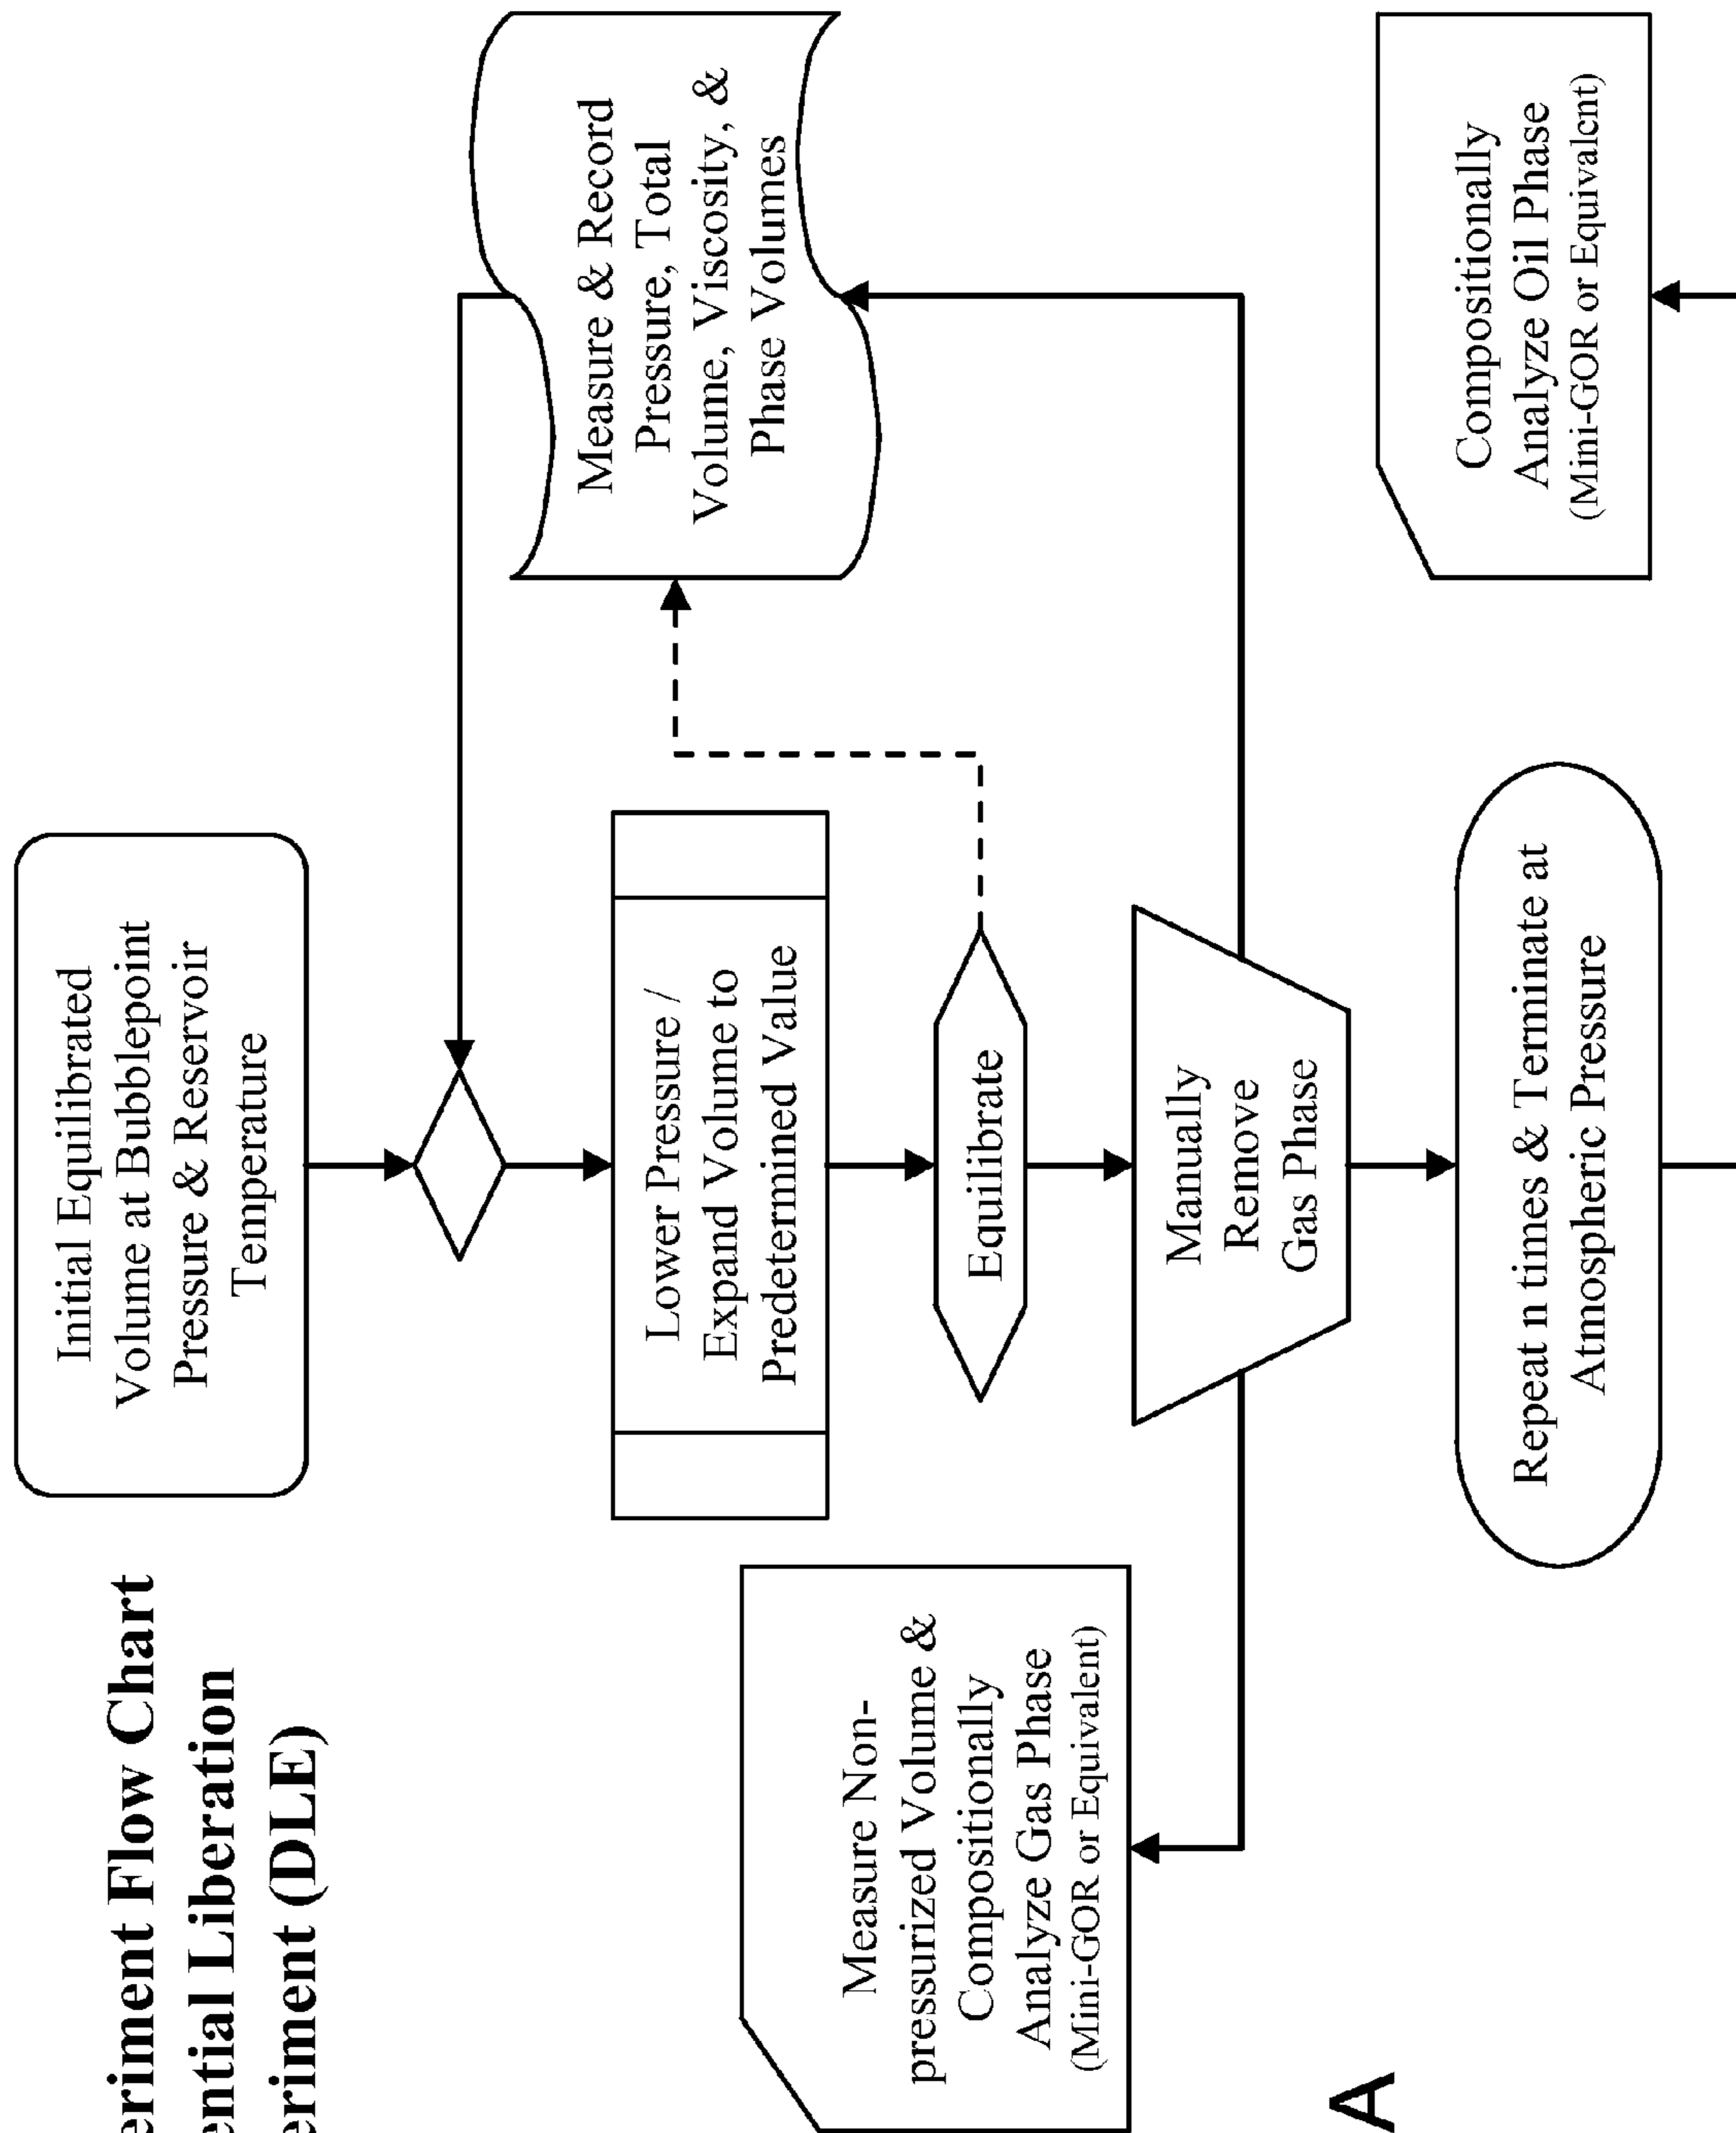 eriment Flow Chart
ential Liberation
eriment (DLE)
Initial Equilibrated
Volume at Bubblepoint
Pressure & Reservoir
Temperature
Lower Pressure /
Expand Volume to
Predetermined Value
Equilibrate
Measure & Record
Pressure, Total
Volume, Viscosity, &
Phase Volumes
Manually
Remove
Gas Phase
Measure Non-
pressurized Volume &
Compositionally
Analyze Gas Phase
(Mini-GOR or Equivalent)
Repeat n times & Terminate at
Atmospheric Pressure
Compositionally
Analyze Oil Phase
(Mini-GOR or Equivalent)
A